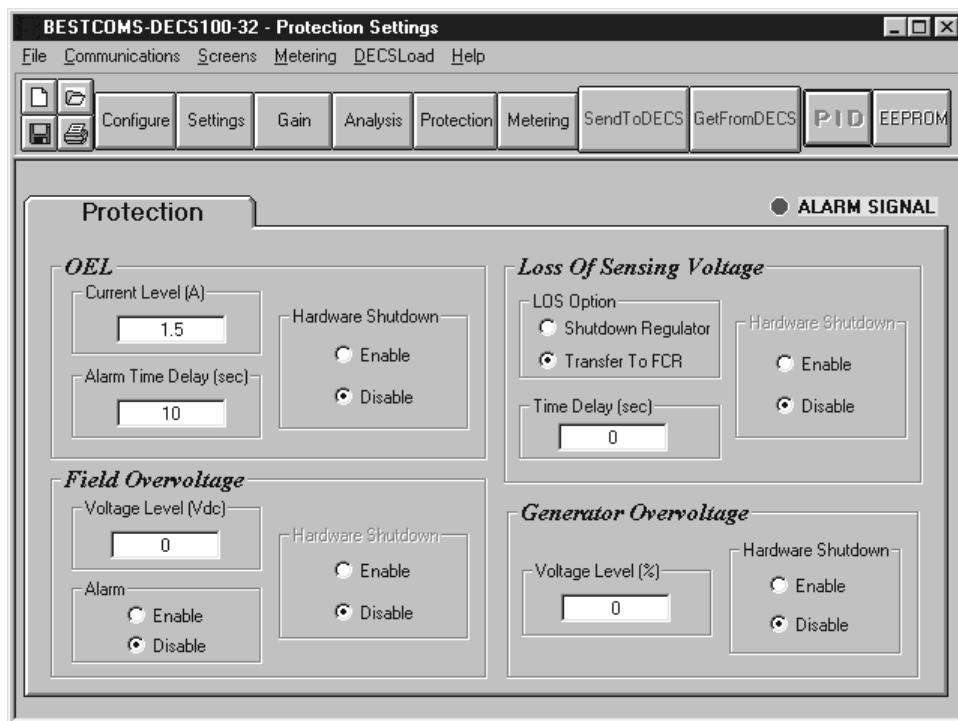 BESTCOMS-DECS100-32 - Protection Settings
File Communications Screens Metering DECSLoad Help
Configure Settings Gain Analysis Protection Metering SendToDECS GetFromDECS PID EEPROM
Protection
ALARM SIGNAL
OEL
Current Level (A)
1.5
Alarm Time Delay (sec)
10
Hardware Shutdown
Enable
Disable
Loss Of Sensing Voltage
LOS Option
Shutdown Regulator
Transfer To FCR
Time Delay (sec)
0
Hardware Shutdown
Enable
Disable
Field Overvoltage
Voltage Level (Vdc)
0
Alarm
Enable
Disable
Hardware Shutdown
Enable
Disable
Generator Overvoltage
Voltage Level (%)
0
Hardware Shutdown
Enable
Disable